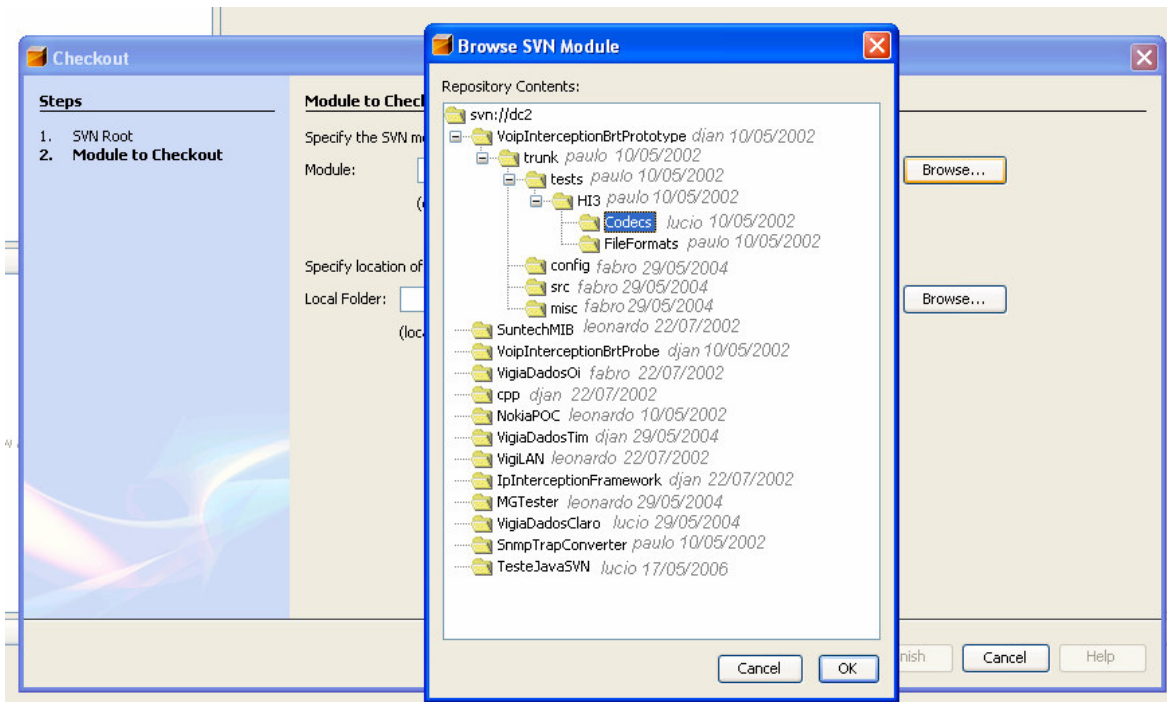 Checkout
Browse SVN Module
Steps
1. SVN Root
2. Module to Checkout
Module to Chec
Specify the SVN m
Module:
Browse...
Specify location of
Local Folder:
Browse...
(loc
Repository Contents:
svn://dc2
VoipInterceptionBrtPrototype djan 10/05/2002
trunk paulo 10/05/2002
tests paulo 10/05/2002
HI3 paulo 10/05/2002
Codecs lucio 10/05/2002
FileFormats paulo 10/05/2002
config fabro 29/05/2004
src fabro 29/05/2004
misc fabro 29/05/2004
SuntechMIB leonardo 22/07/2002
VoipInterceptionBrtProbe djan 10/05/2002
VigiaDadosOi fabro 22/07/2002
cpp djan 22/07/2002
NokiaPOC leonardo 10/05/2002
VigiaDadosTim djan 29/05/2004
VigiLAN leonardo 22/07/2002
IpInterceptionFramework djan 22/07/2002
MGTester leonardo 29/05/2004
VigiaDadosClaro lucio 29/05/2004
SnmpTrapConverter paulo 10/05/2002
TesteJavaSVN lucio 17/05/2006
Cancel OK
nish Cancel Help